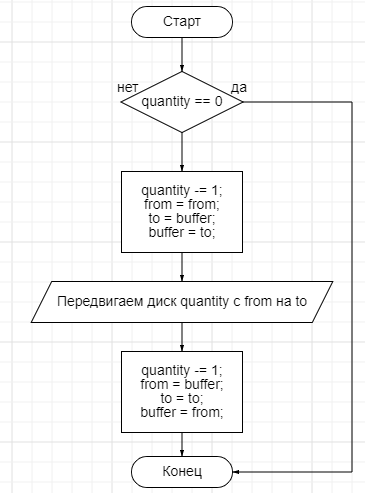 Старт
нет
да
quantity == 0
quantity -= 1;
from = from;
to = buffer;
buffer = to;
Передвигаем диск quantity с from на to
quantity -= 1;
from = buffer;
to = to;
buffer = from;
Конец